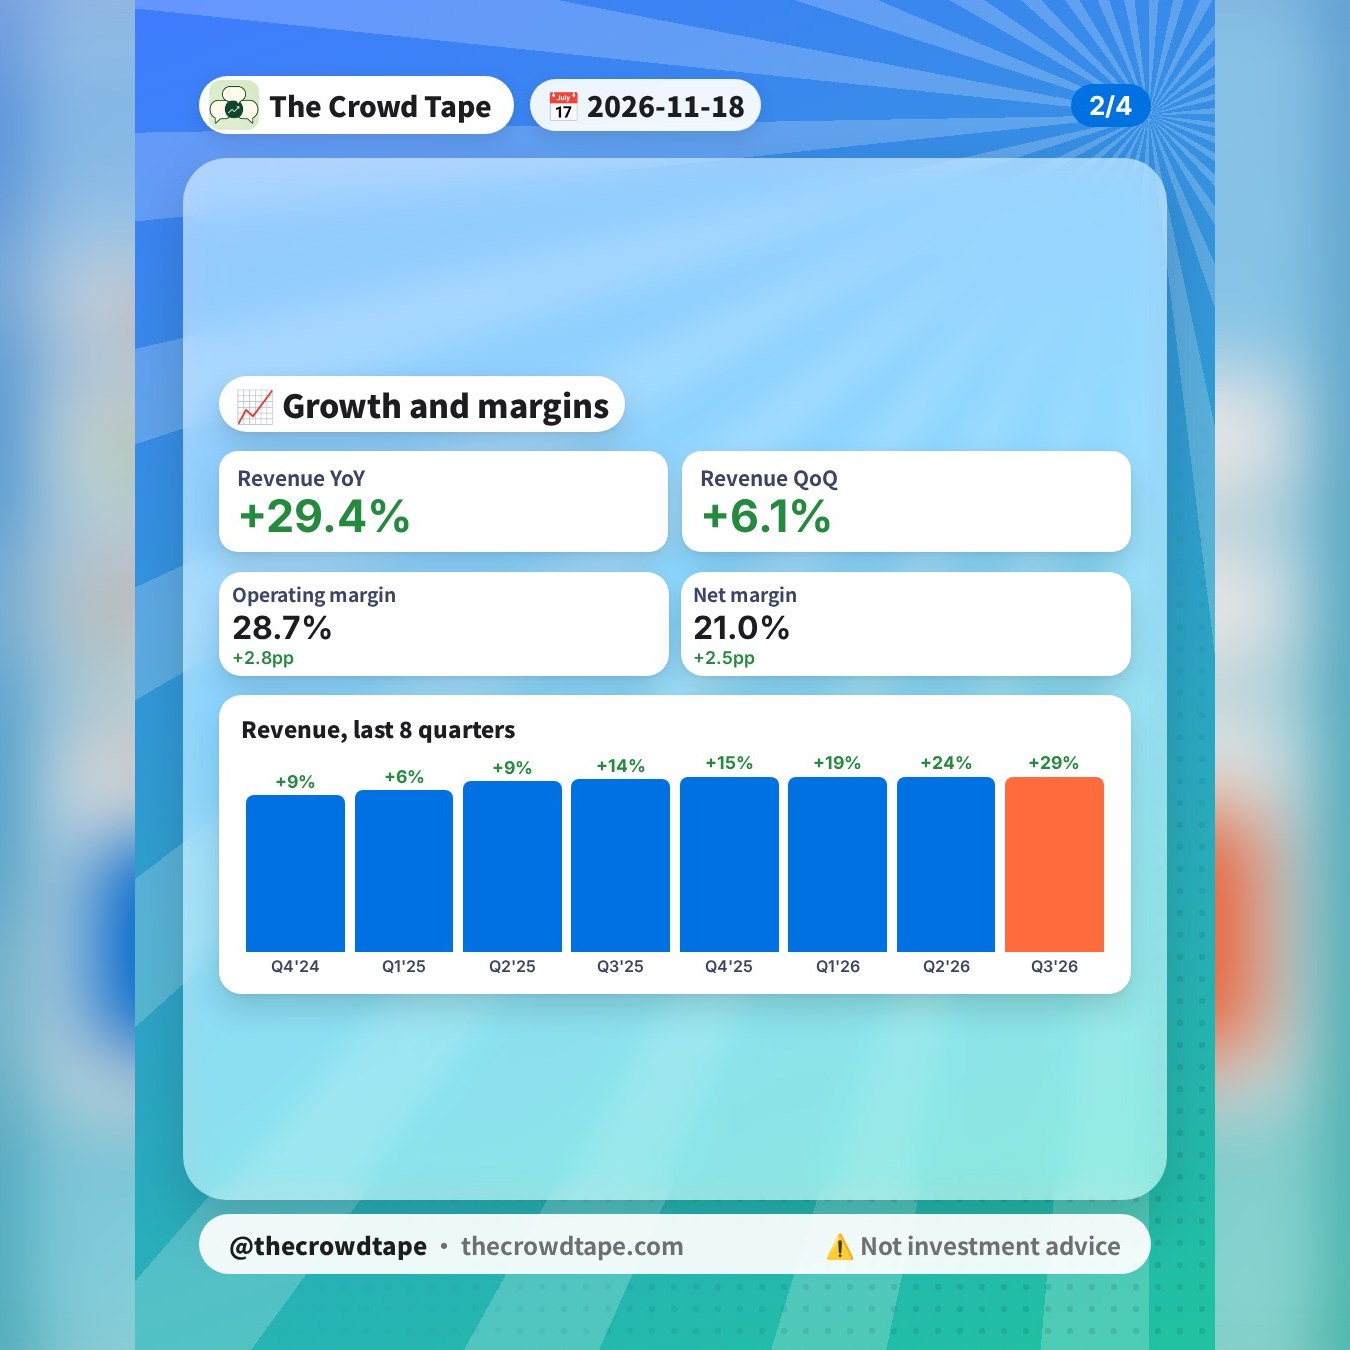 The Crowd Tape
July 17 2026-11-18
2/4
Growth and margins
Revenue YoY
+29.4%
Revenue QoQ
+6.1%
Operating margin
28.7%
+2.8pp
Net margin
21.0%
+2.5pp
Revenue, last 8 quarters
+9% +6% +9% +14% +15% +19% +24% +29%
Q4'24 Q1'25 Q2'25 Q3'25 Q4'25 Q1'26 Q2'26 Q3'26
@thecrowdtape • thecrowdtape.com
Not investment advice